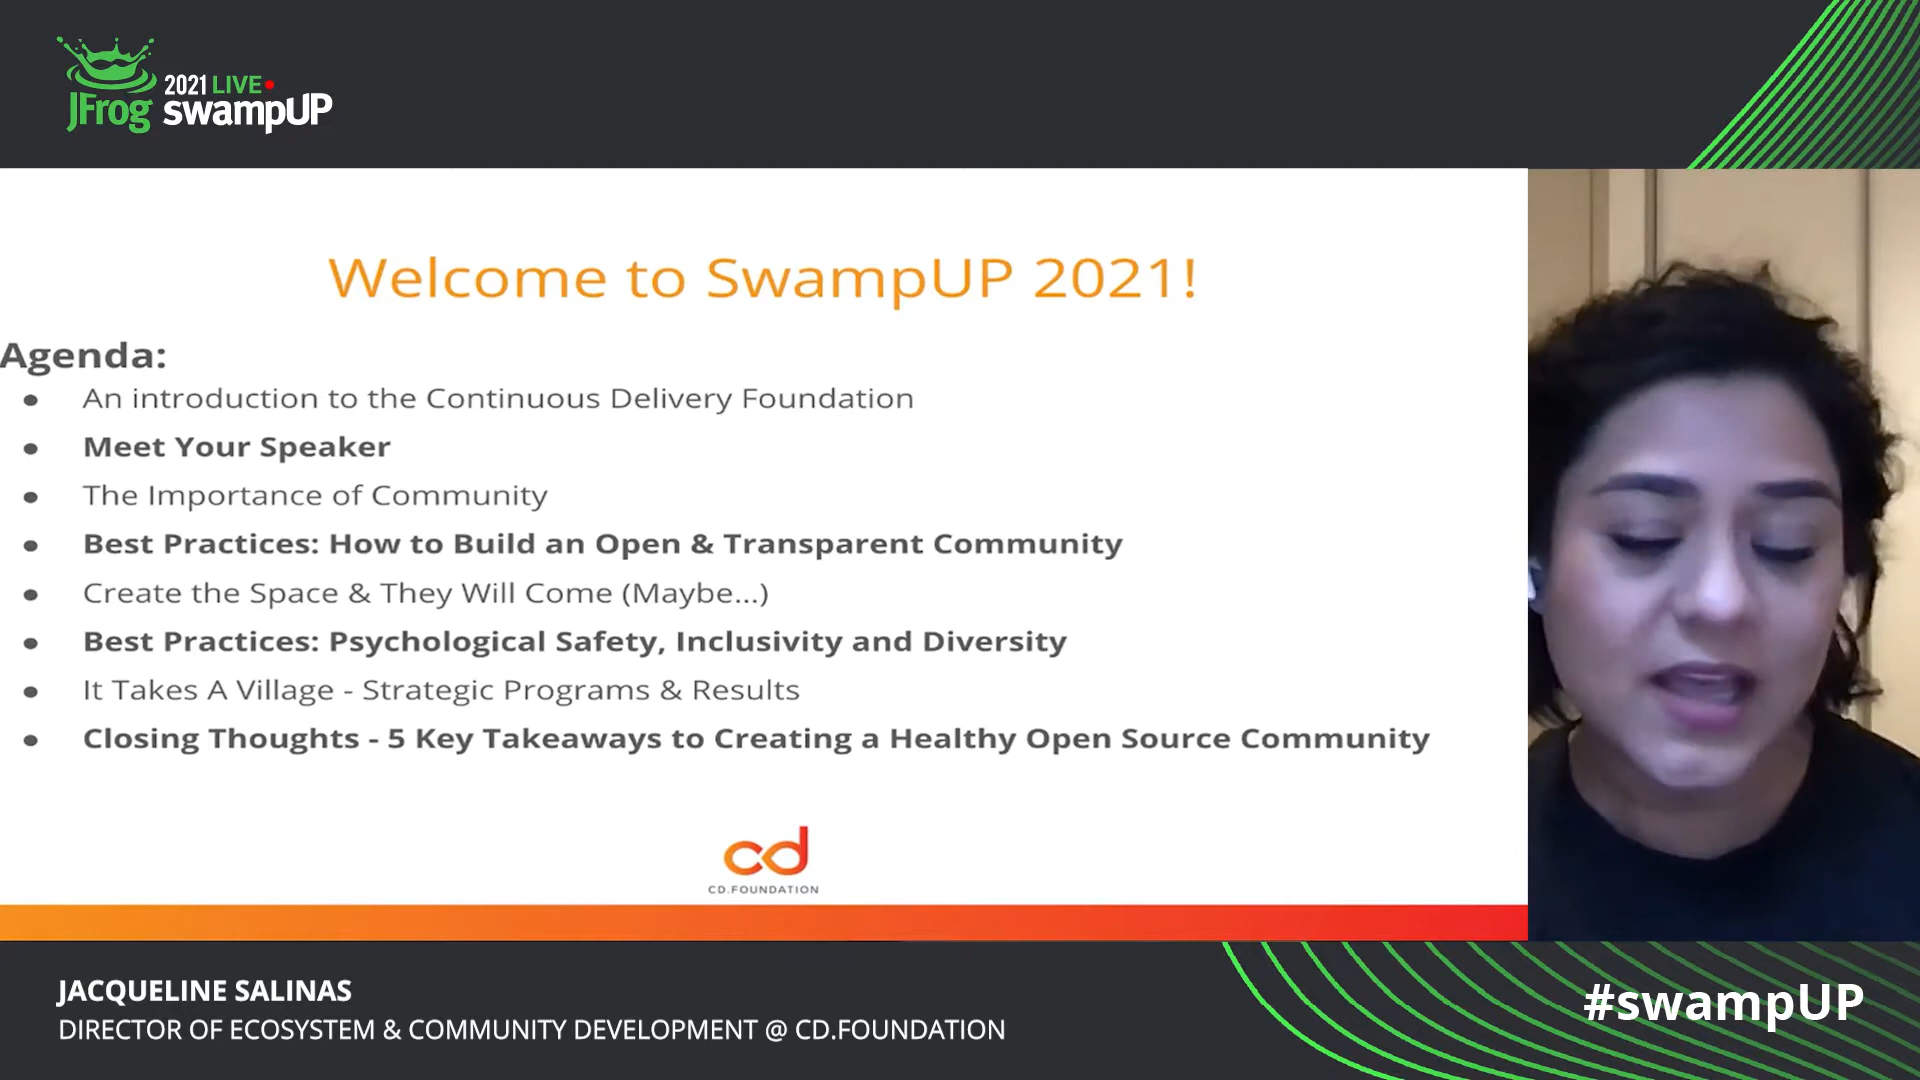 2021 LIVE
JFrog swampUP
Welcome to SwampUP 2021!
Agenda:
● An introduction to the Continuous Delivery Foundation
● Meet Your Speaker
● The Importance of Community
● Best Practices: How to Build an Open & Transparent Community
● Create the Space & They Will Come (Maybe...)
● Best Practices: Psychological Safety, Inclusivity and Diversity
● It Takes A Village - Strategic Programs & Results
● Closing Thoughts - 5 Key Takeaways to Creating a Healthy Open Source Community
cd
CD.FOUNDATION
JACQUELINE SALINAS
DIRECTOR OF ECOSYSTEM & COMMUNITY DEVELOPMENT @ CD.FOUNDATION
#swampUP